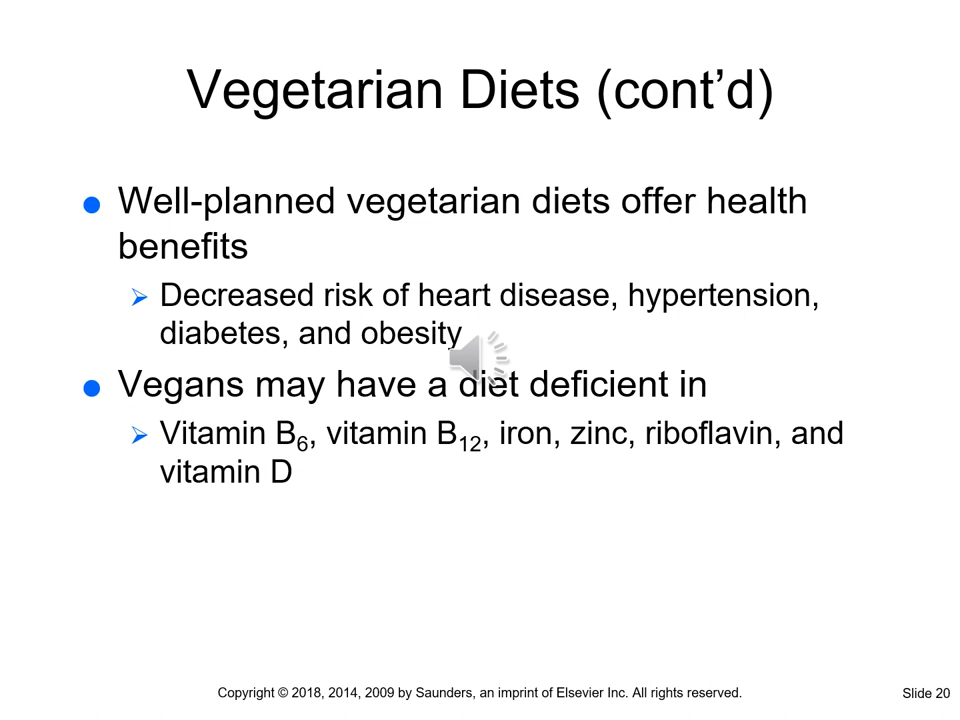 Vegetarian Diets (cont’d)
Well-planned vegetarian diets offer health
benefits
Decreased risk of heart disease, hypertension,
diabetes, and obesity
Vegans may have a diet deficient in
Vitamin B6, vitamin B12, iron, zinc, riboflavin, and
vitamin D
Copyright © 2018, 2014, 2009 by Saunders, an imprint of Elsevier Inc. All rights reserved.
Slide 20